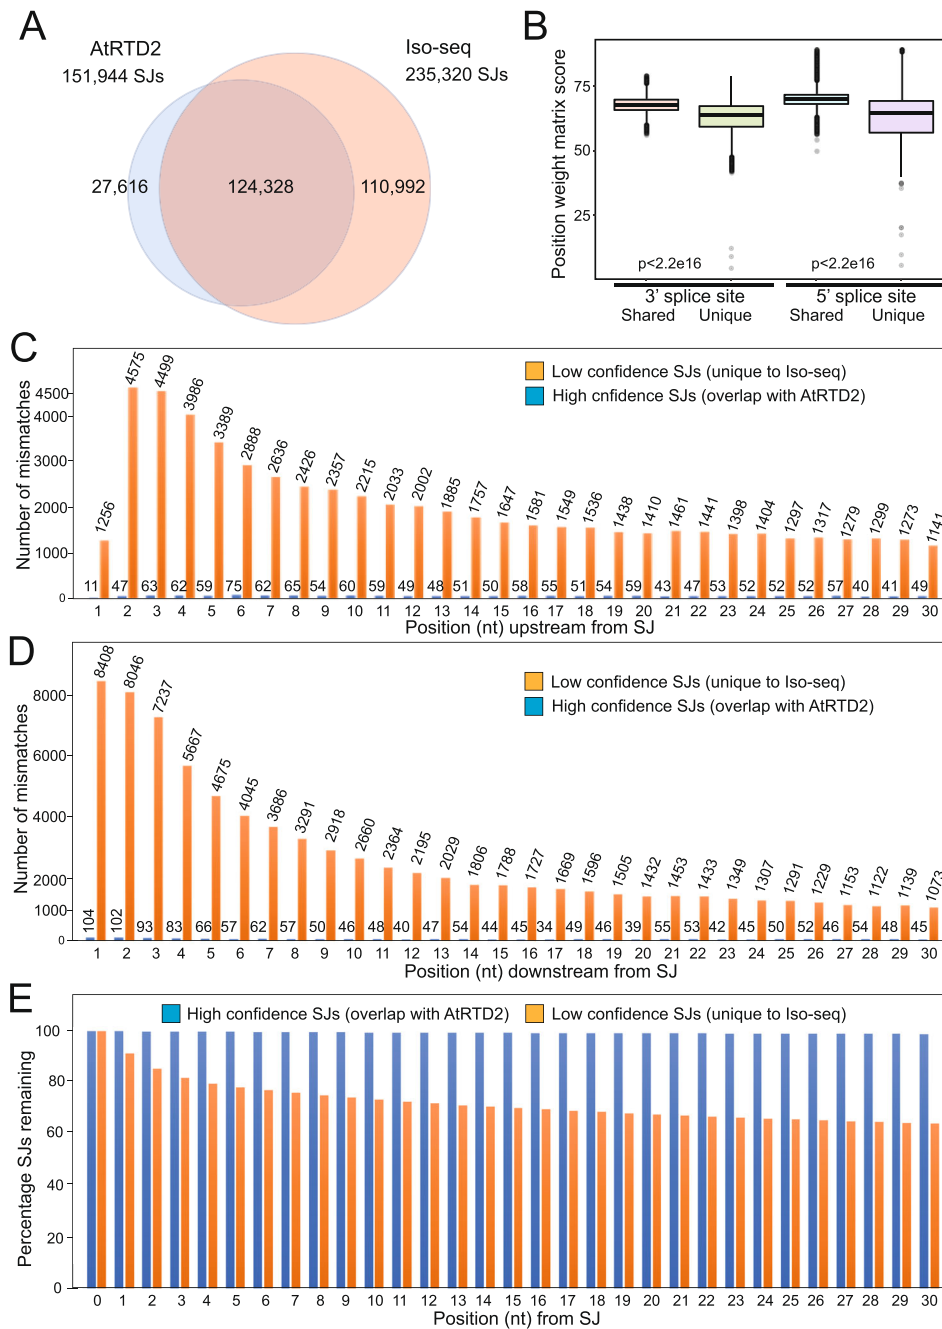 A
AtRTD2
151,944 SJs
Iso-seq
235,320 SJs
27,616
124,328
110,992
B
Position weight matrix score
75
50
25
p<2.2e16
p<2.2e16
3' splice site
5' splice site
Shared Unique Shared Unique
C
Number of mismatches
4500
4000
3000
2000
1000
0
Low confidence SJs (unique to Iso-seq)
High cnfidence SJs (overlap with AtRTD2)
1256 4575 4499 3986 3389 2888 2636 2426 2357 2215 2033 2002 1885 1757 1647 1581 1549 1536 1438 1410 1461 1441 1398 1404 1297 1317 1279 1299 1273 1141
11 47 63 62 59 75 62 65 54 60 59 49 48 51 50 58 55 51 54 59 43 47 53 52 52 52 57 40 41 49
1 2 3 4 5 6 7 8 9 10 11 12 13 14 15 16 17 18 19 20 21 22 23 24 25 26 27 28 29 30
Position (nt) upstream from SJ
D
Number of mismatches
8000
6000
4000
2000
1000
0
Low confidence SJs (unique to Iso-seq)
High confidence SJs (overlap with AtRTD2)
8408 8046 7237 5667 4675 4045 3686 3291 2918 2660 2364 2195 2029 1806 1788 1727 1669 1596 1505 1432 1453 1433 1349 1307 1291 1229 1153 1122 1139 1073
104 102 93 83 66 57 62 57 50 46 48 40 47 54 44 45 34 49 46 39 55 53 42 45 50 52 46 54 48 45
1 2 3 4 5 6 7 8 9 10 11 12 13 14 15 16 17 18 19 20 21 22 23 24 25 26 27 28 29 30
Position (nt) downstream from SJ
E
Percentage SJs remaining
100
80
60
40
20
0
High confidence SJs (overlap with AtRTD2)
Low confidence SJs (unique to Iso-seq)
0 1 2 3 4 5 6 7 8 9 10 11 12 13 14 15 16 17 18 19 20 21 22 23 24 25 26 27 28 29 30
Position (nt) from SJ